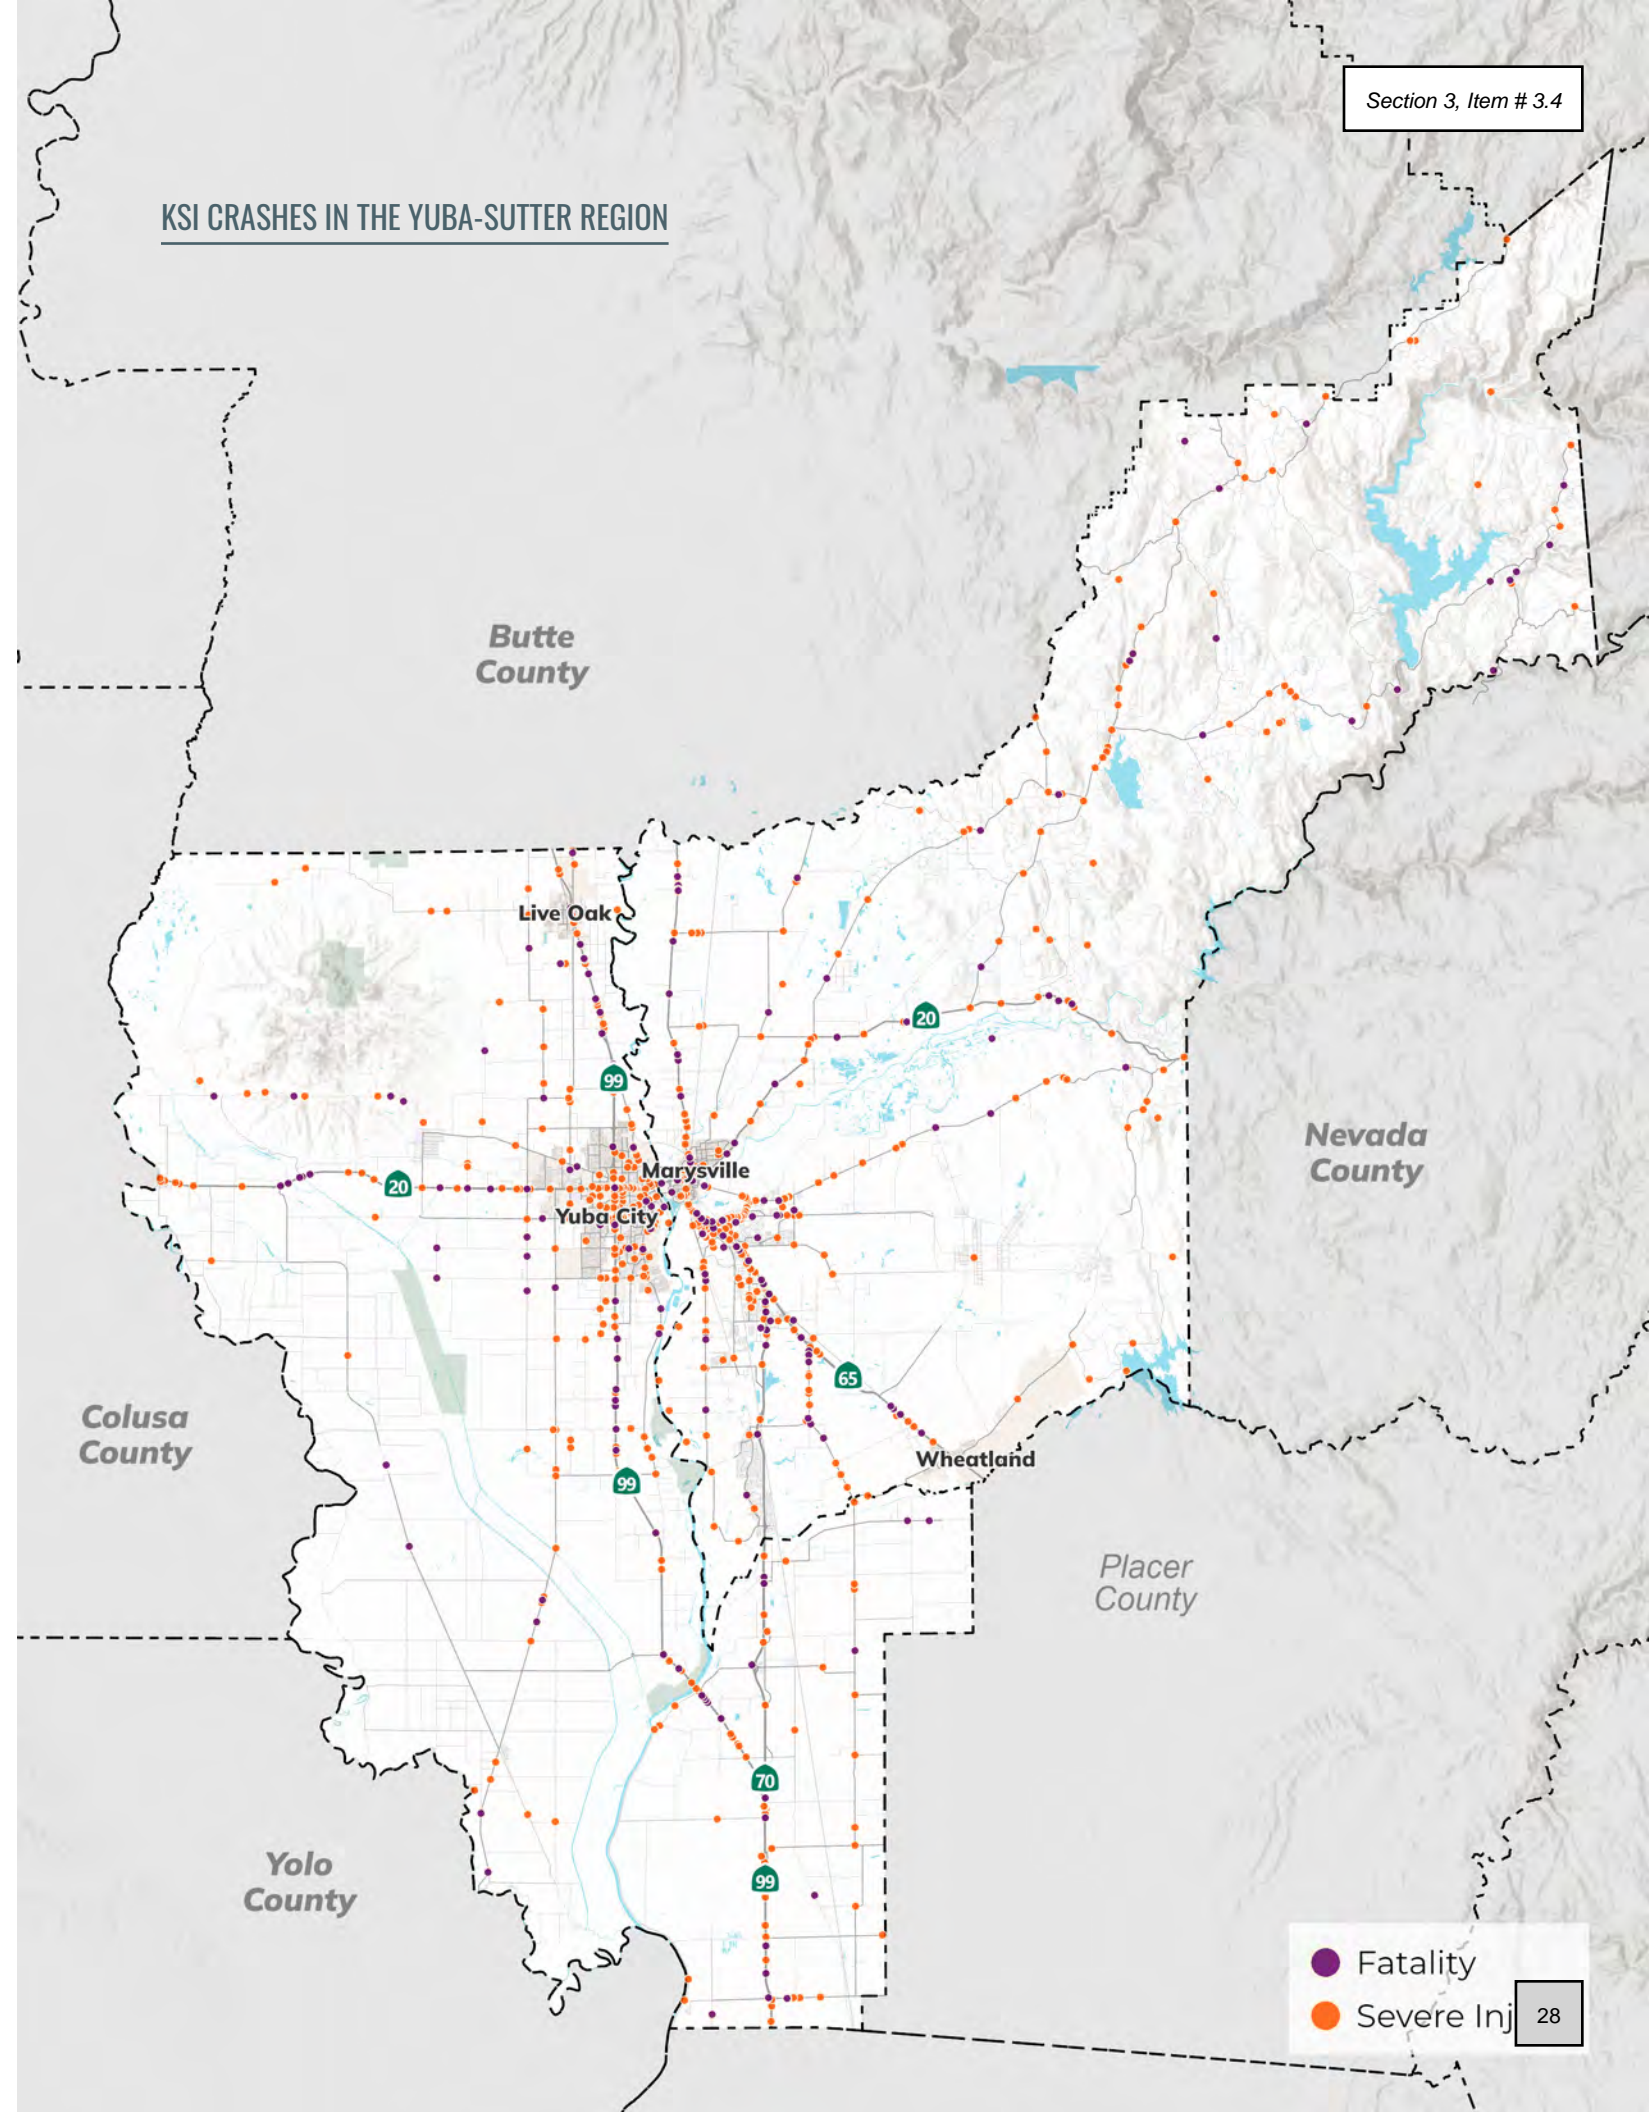 Section 3, Item # 3.4
KSI CRASHES IN THE YUBA-SUTTER REGION
Butte
County
Live Oak
20
99
Nevada
County
Marysville
20
Yuba City
65
Colusa
County
Wheatland
99
Placer
County
70
Yolo
County
99
Fatality
Severe Inj
28